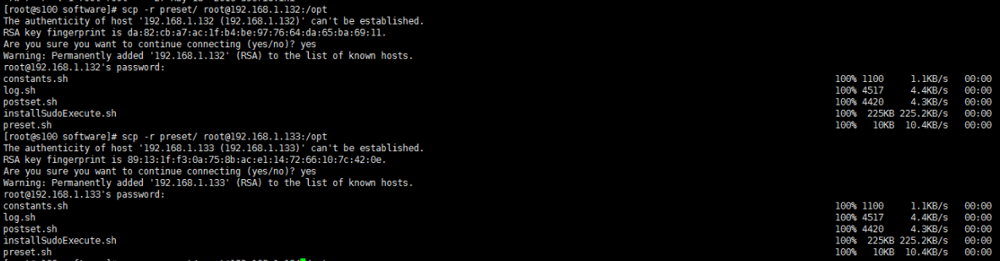 [root@s100 software]# scp -r preset/ root@192.168.1.132:/opt
The authenticity of host '192.168.1.132 (192.168.1.132)' can't be established.
RSA key fingerprint is da:82:cb:a7:ac:1f:b4:be:97:76:64:da:65:ba:69:11.
Are you sure you want to continue connecting (yes/no)? yes
Warning: Permanently added '192.168.1.132' (RSA) to the list of known hosts.
root@192.168.1.132's password:
constants.sh 100% 1100 1.1KB/s 00:00
log.sh 100% 4517 4.4KB/s 00:00
postset.sh 100% 4420 4.3KB/s 00:00
installSudoExecute.sh 100% 225KB 225.2KB/s 00:00
preset.sh 100% 10KB 10.4KB/s 00:00
[root@s100 software]# scp -r preset/ root@192.168.1.133:/opt
The authenticity of host '192.168.1.133 (192.168.1.133)' can't be established.
RSA key fingerprint is 89:13:1f:f3:0a:75:8b:ac:e1:14:72:66:10:7c:42:0e.
Are you sure you want to continue connecting (yes/no)? yes
Warning: Permanently added '192.168.1.133' (RSA) to the list of known hosts.
root@192.168.1.133's password:
constants.sh 100% 1100 1.1KB/s 00:00
log.sh 100% 4517 4.4KB/s 00:00
postset.sh 100% 4420 4.3KB/s 00:00
installSudoExecute.sh 100% 225KB 225.2KB/s 00:00
preset.sh 100% 10KB 10.4KB/s 00:00